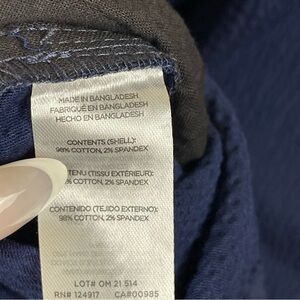 MADE IN BANGLADESH
FABRIQUÉ EN BANGLADESH
HECHO EN BANGLADESH
CONTENTS (SHELL):
98% COTTON, 2% SPANDEX
TENU (TISSU EXTÉRIEUR):
% COTTON, 2% SPANDEX
CONTENIDO (TEJIDO EXTERNO):
98% COTTON, 2% SPANDEX
LOT# OM 21 514
RN# 124917 CA#00985